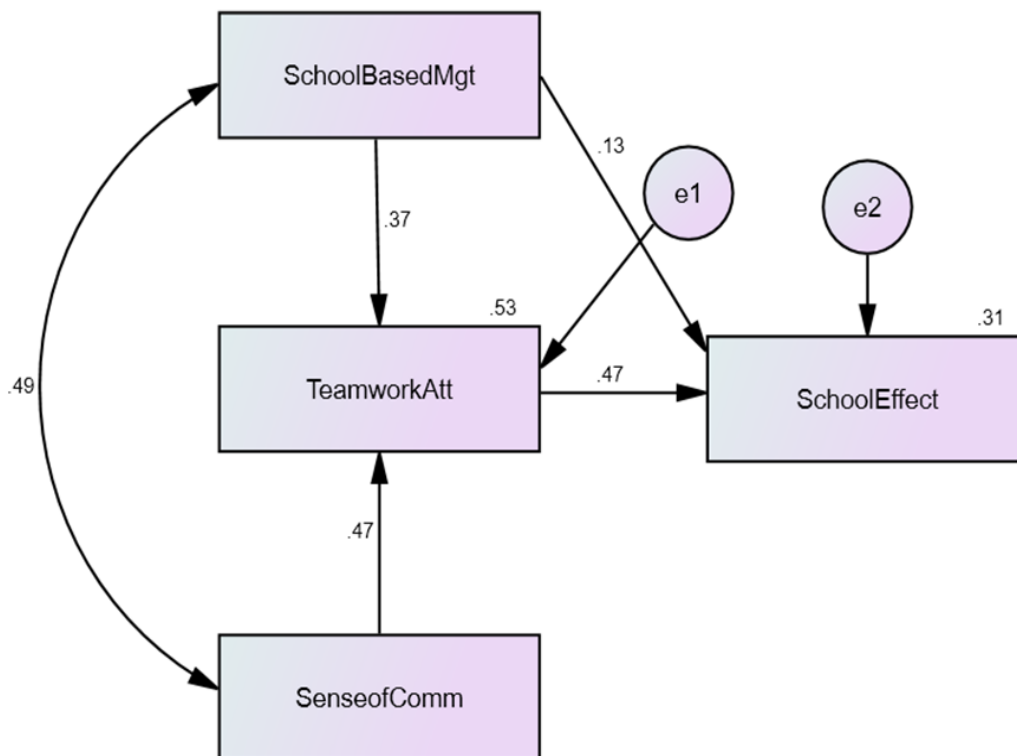 SchoolBasedMgt
.13
e1
e2
.37
.53
.31
.49
TeamworkAtt
.47
SchoolEffect
.47
SenseofComm